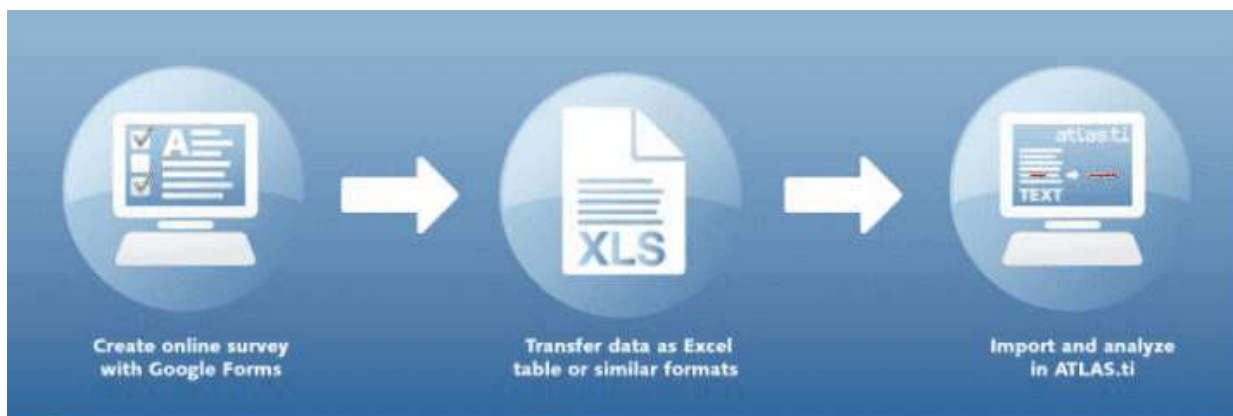 A
XLS
atlas.ti
TEXT
Create online survey
with Google Forms
Transfer data as Excel
table or similar formats
Import and analyze
in ATLAS.ti